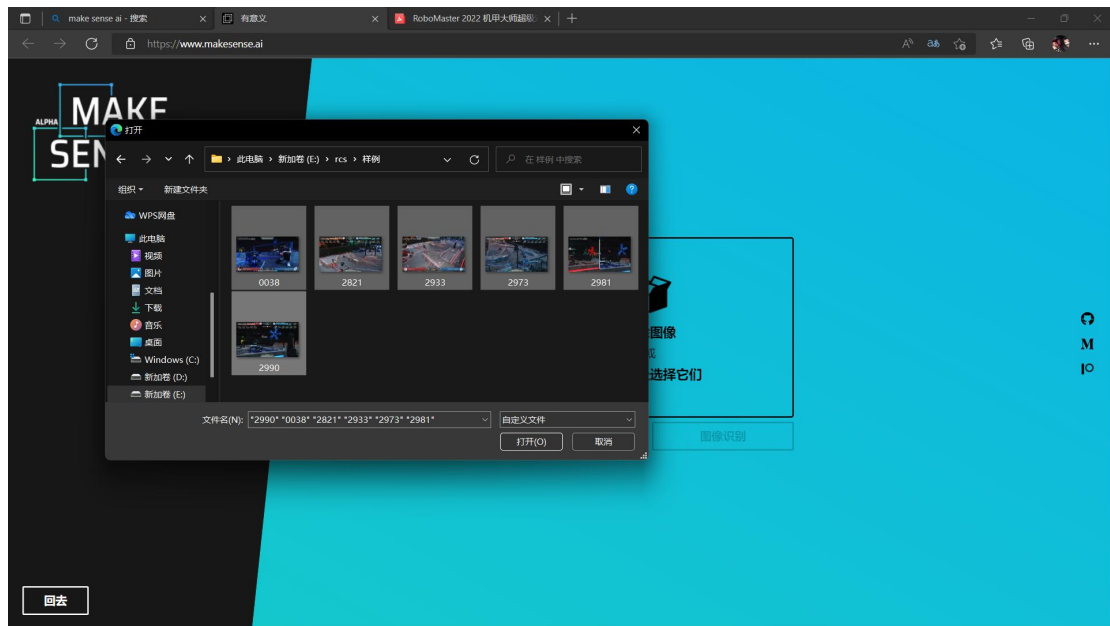 make sense ai - 搜索
有意义
RoboMaster 2022 机甲大师超级
https://www.makesense.ai
ALPHA
MAKE
SEN
打开
此电脑 › 新加卷 (E:) › rcs › 样例
在 样例 中搜索
组织
新建文件夹
WPS网盘
此电脑
视频
图片
文档
下载
音乐
桌面
Windows (C:)
新加卷 (D:)
新加卷 (E:)
0038
2821
2933
2973
2981
2990
文件名(N):
"2990" "0038" "2821" "2933" "2973" "2981"
自定义文件
打开(O)
取消
图像
选择它们
图像识别
M
回去